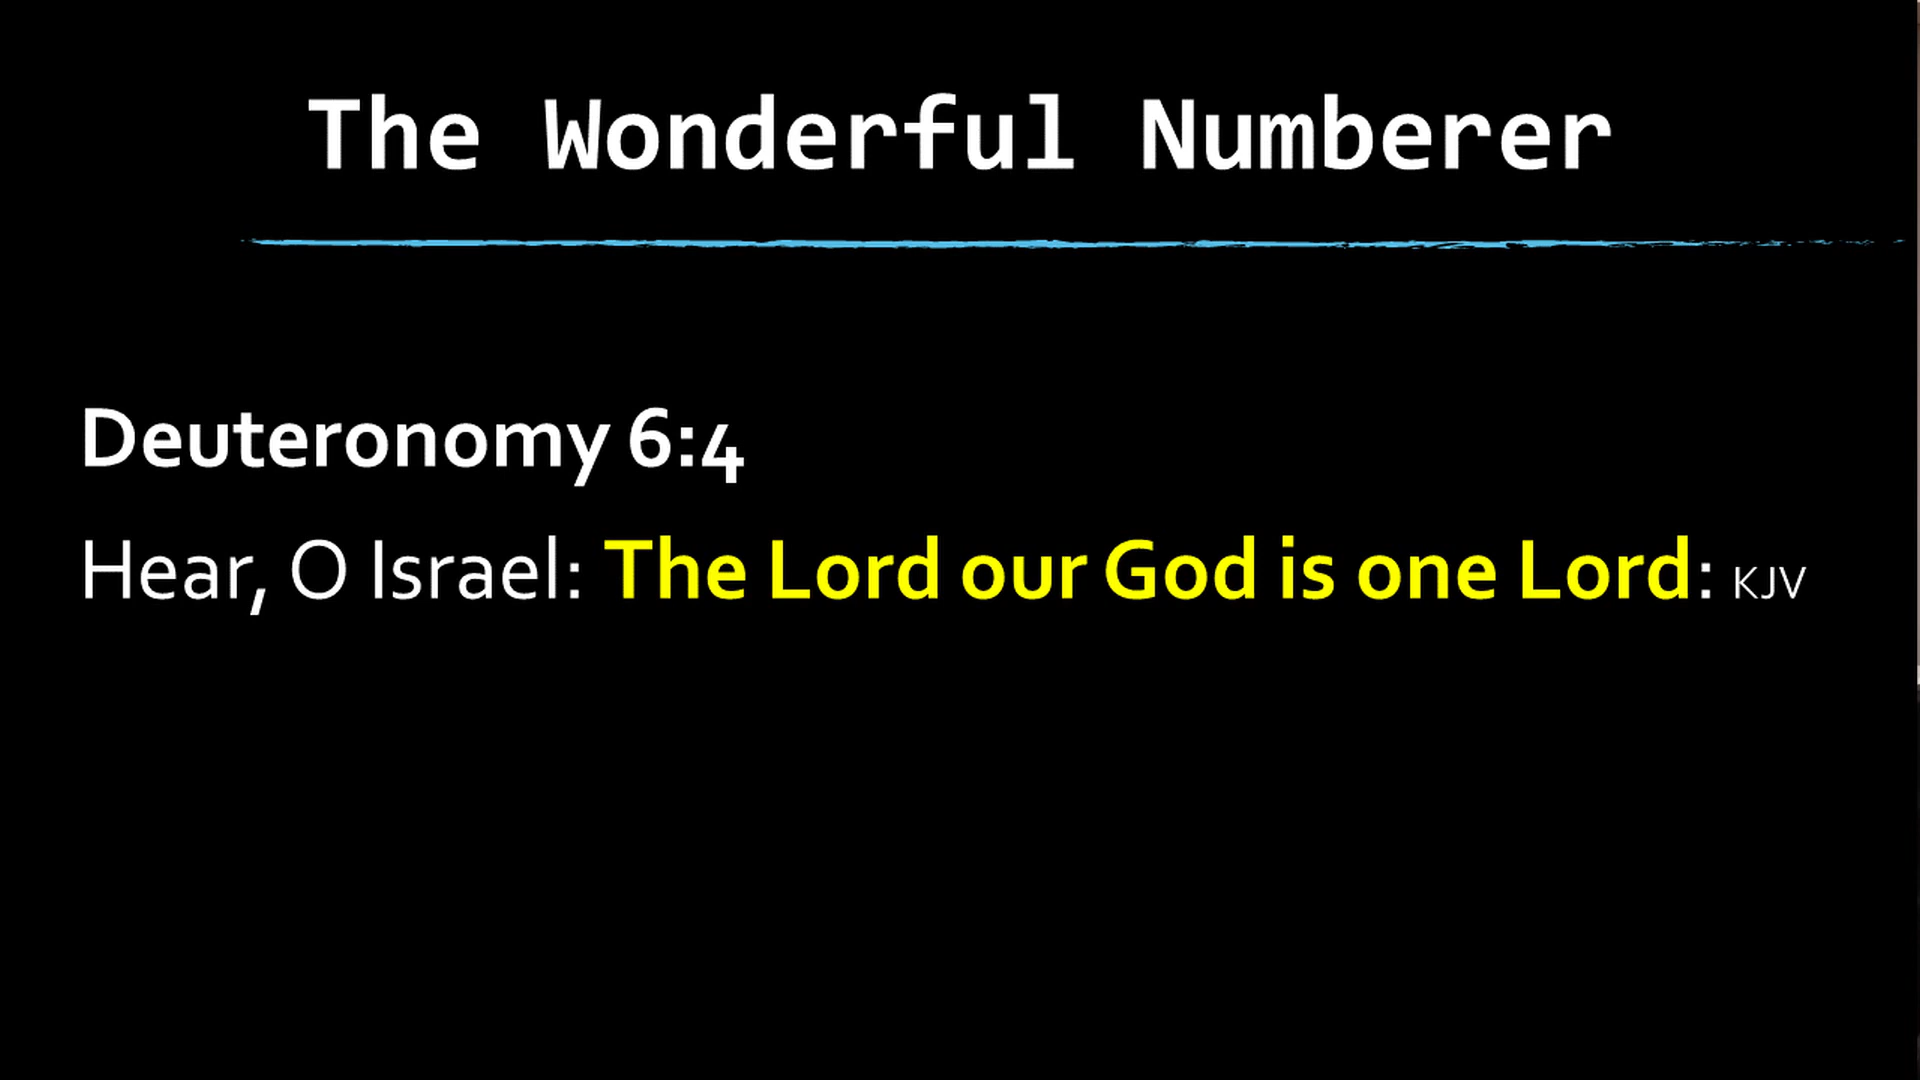 The Wonderful Numberer
Deuteronomy 6:4
Hear, O Israel: The Lord our God is one Lord: KJV